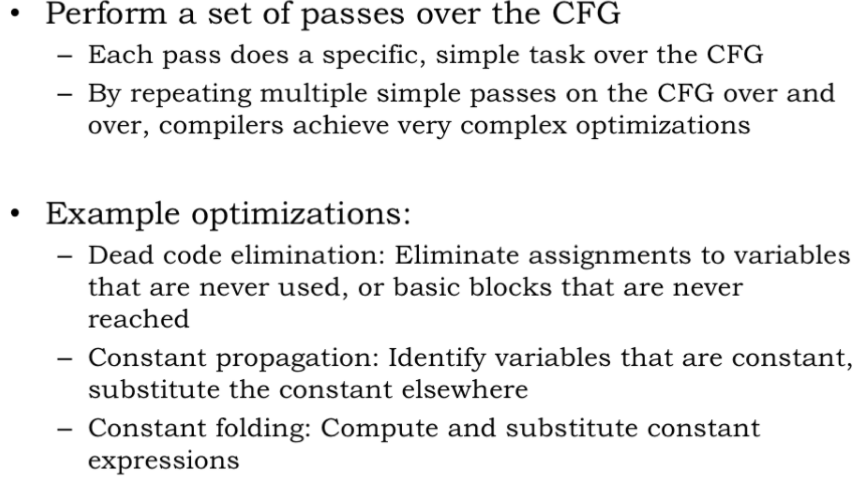 • Perform a set of passes over the CFG
– Each pass does a specific, simple task over the CFG
– By repeating multiple simple passes on the CFG over and
over, compilers achieve very complex optimizations
• Example optimizations:
– Dead code elimination: Eliminate assignments to variables
that are never used, or basic blocks that are never
reached
– Constant propagation: Identify variables that are constant,
substitute the constant elsewhere
– Constant folding: Compute and substitute constant
expressions